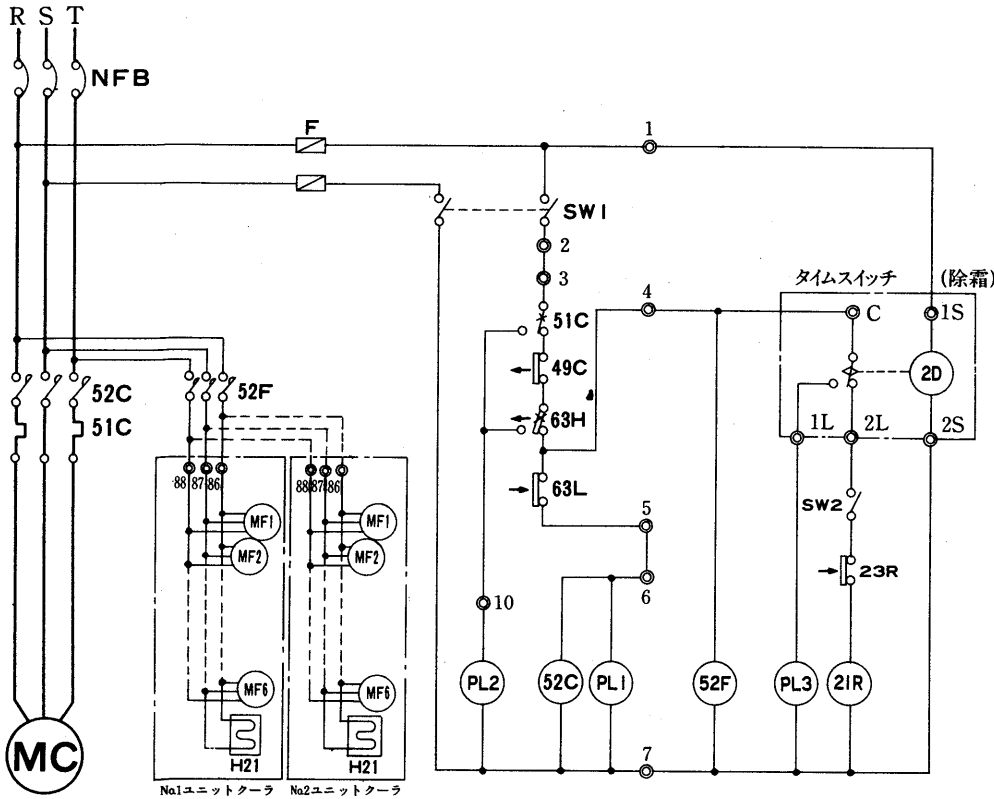 R S T
NFB
F
1
SW1
2
3
タイムスイッチ
(除霜)
4
C
1S
51C
49C
2D
52C
52F
51C
63H
1L
2L
2S
88 87 86
88 87 86
63L
SW2
MF1
MF1
5
MF2
MF2
23R
6
10
MF6
MF6
PL2
52C
PL1
52F
PL3
21R
MC
H21
H21
7
No.1ユニットクーラ
No.2ユニットクーラ